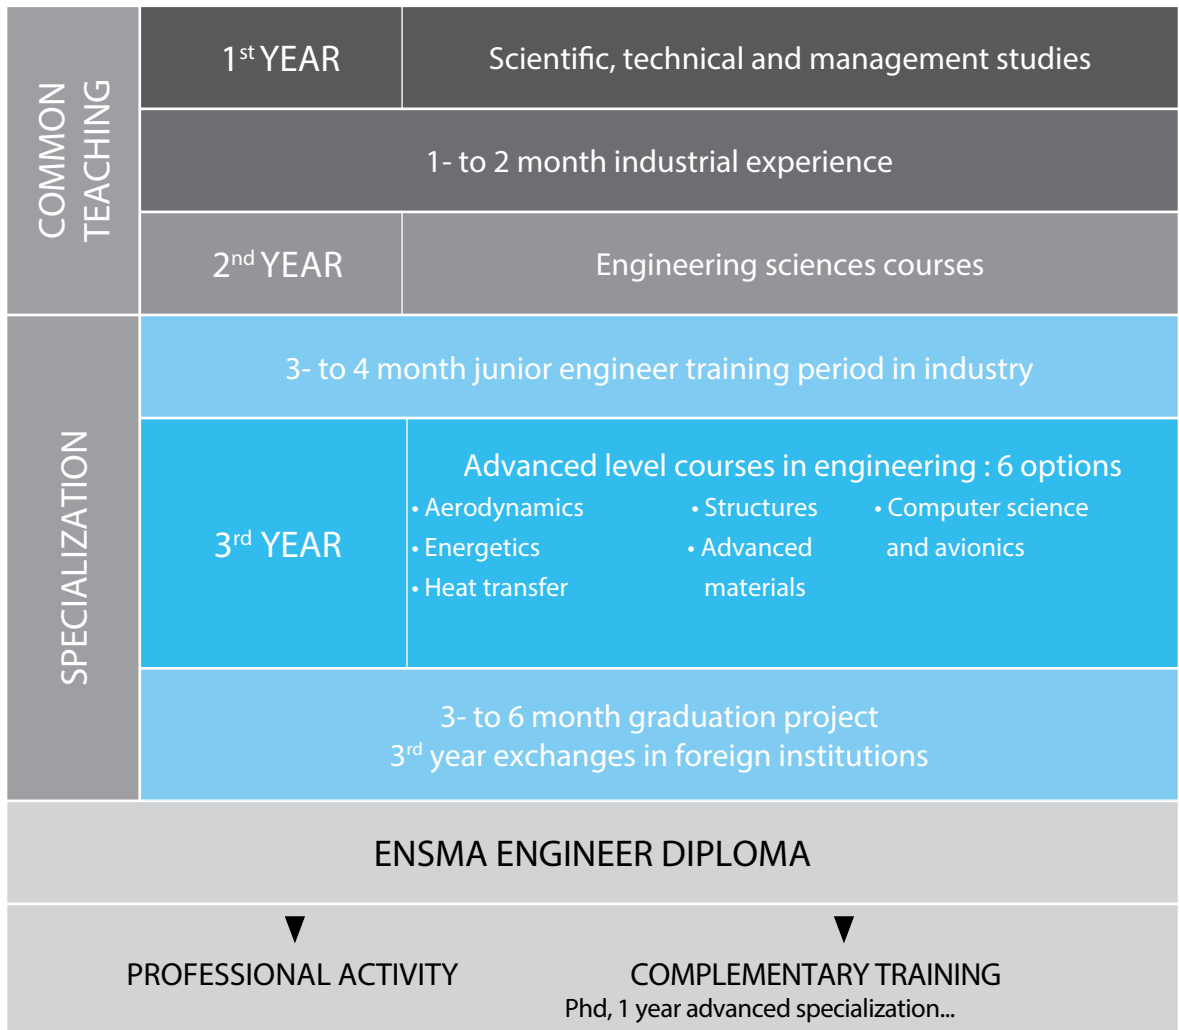 COMMON
TEACHING
1st YEAR
Scientific, technical and management studies
1- to 2 month industrial experience
2nd YEAR
Engineering sciences courses
SPECIALIZATION
3- to 4 month junior engineer training period in industry
3rd YEAR
Advanced level courses in engineering : 6 options
• Aerodynamics
• Energetics
• Heat transfer
• Structures
• Advanced
materials
• Computer science
and avionics
3- to 6 month graduation project
3rd year exchanges in foreign institutions
ENSMA ENGINEER DIPLOMA
▼ ▼
PROFESSIONAL ACTIVITY
COMPLEMENTARY TRAINING
Phd, 1 year advanced specialization...